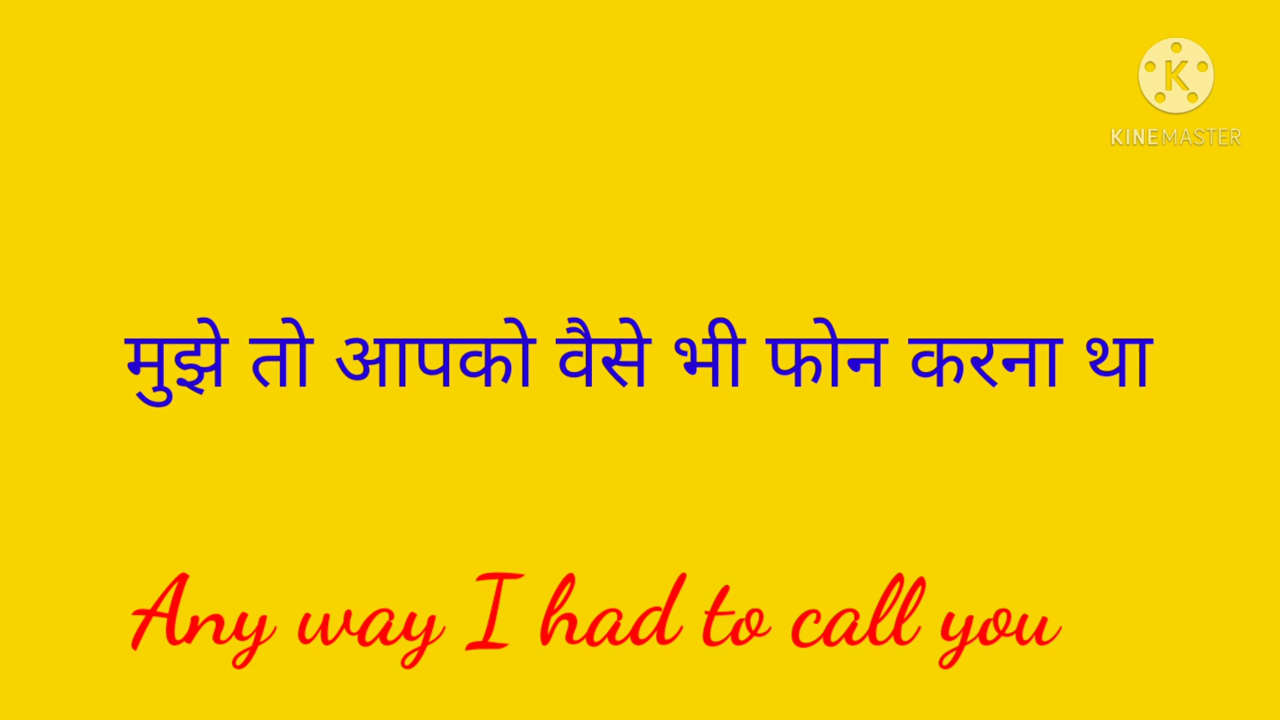 K
KINEMASTER
मुझे तो आपको वैसे भी फोन करना था
Any way I had to call you